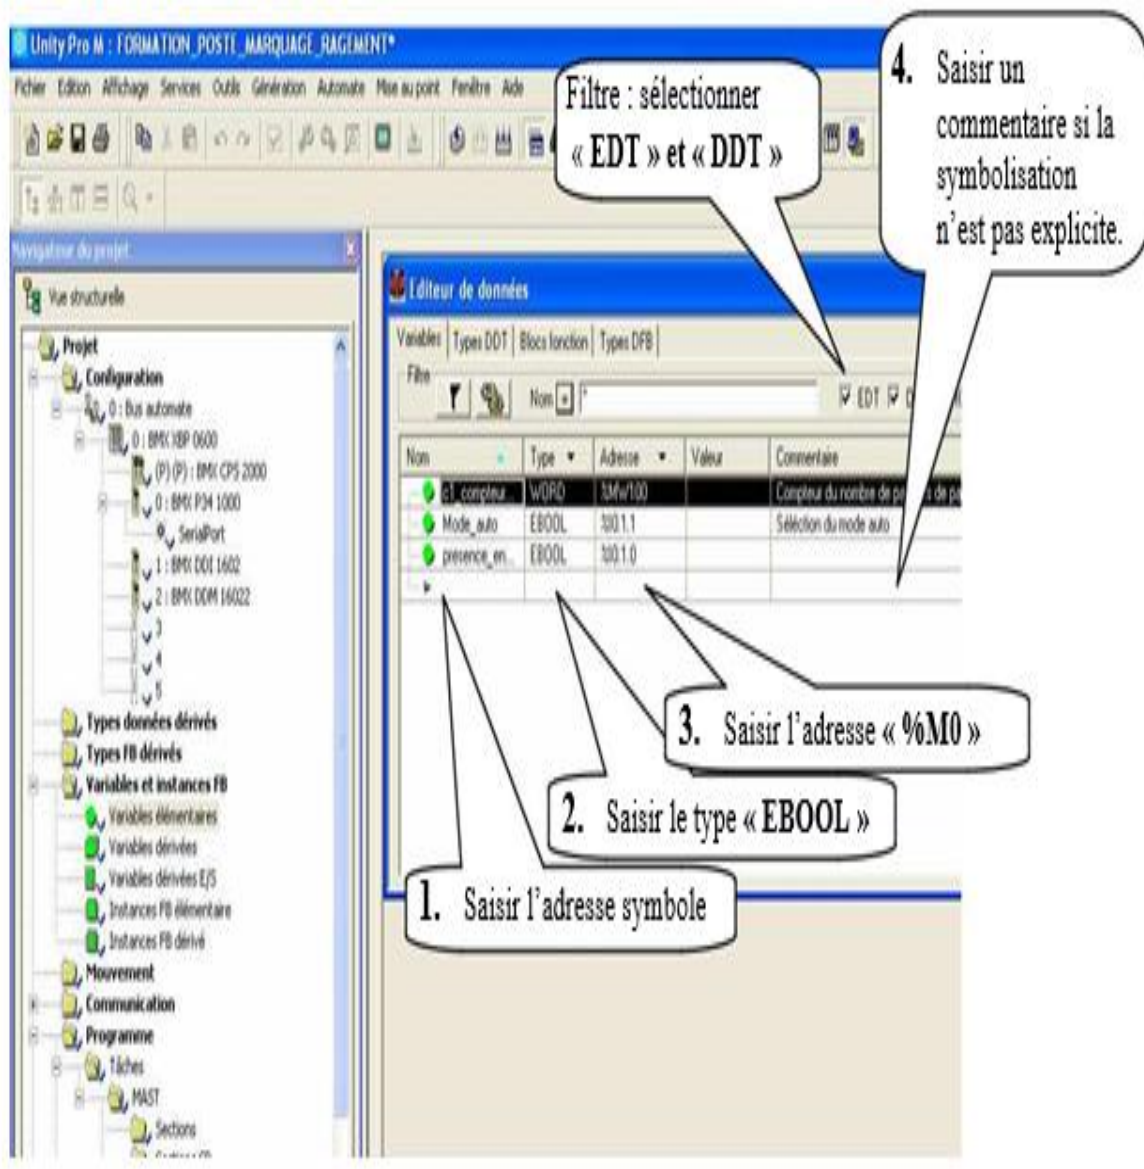 Unity Pro M : FORMATION_POSTE_MARQUAGE_RAGEMENT*
Fichier Edition Affichage Services Outils Génération Automate Mise au point Fenêtre Aide
Filtre : sélectionner
« EDT » et « DDT »
4. Saisir un
commentaire si la
symbolisation
n'est pas explicite.
Navigateur du projet
Vue structurelle
Projet
Configuration
0 : Bus automate
0 : BMX XBP 0600
(P) (P) : BMX CPS 2000
0 : BMX P34 1000
SerialPort
1 : BMX DDI 1602
2 : BMX DDM 16022
3
4
5
Types données dérivés
Types FB dérivés
Variables et instances FB
Variables élémentaires
Variables dérivées
Variables dérivées E/S
Instances FB élémentaire
Instances FB dérivé
Mouvement
Communication
Programme
Tâches
MAST
Sections
Editeur de données
Variables Types DDT Blocs fonction Types DFB
Filtre
Nom * EDT D
Nom Type Adresse Valeur Commentaire
c1_compteur... WORD %MW100 Compteur du nombre de de
Mode_auto EBOOL %I0.1.1 Séléction du mode auto
presence_en... EBOOL %I0.1.0
3. Saisir l'adresse « %M0 »
2. Saisir le type « EBOOL »
1. Saisir l'adresse symbole